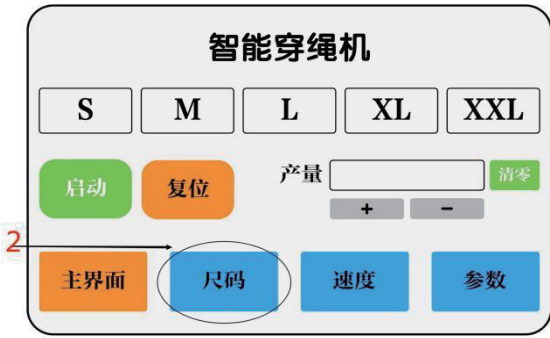 智能穿绳机
S M L XL XXL
启动 复位 产量 清零
+ -
2
主界面 尺码 速度 参数